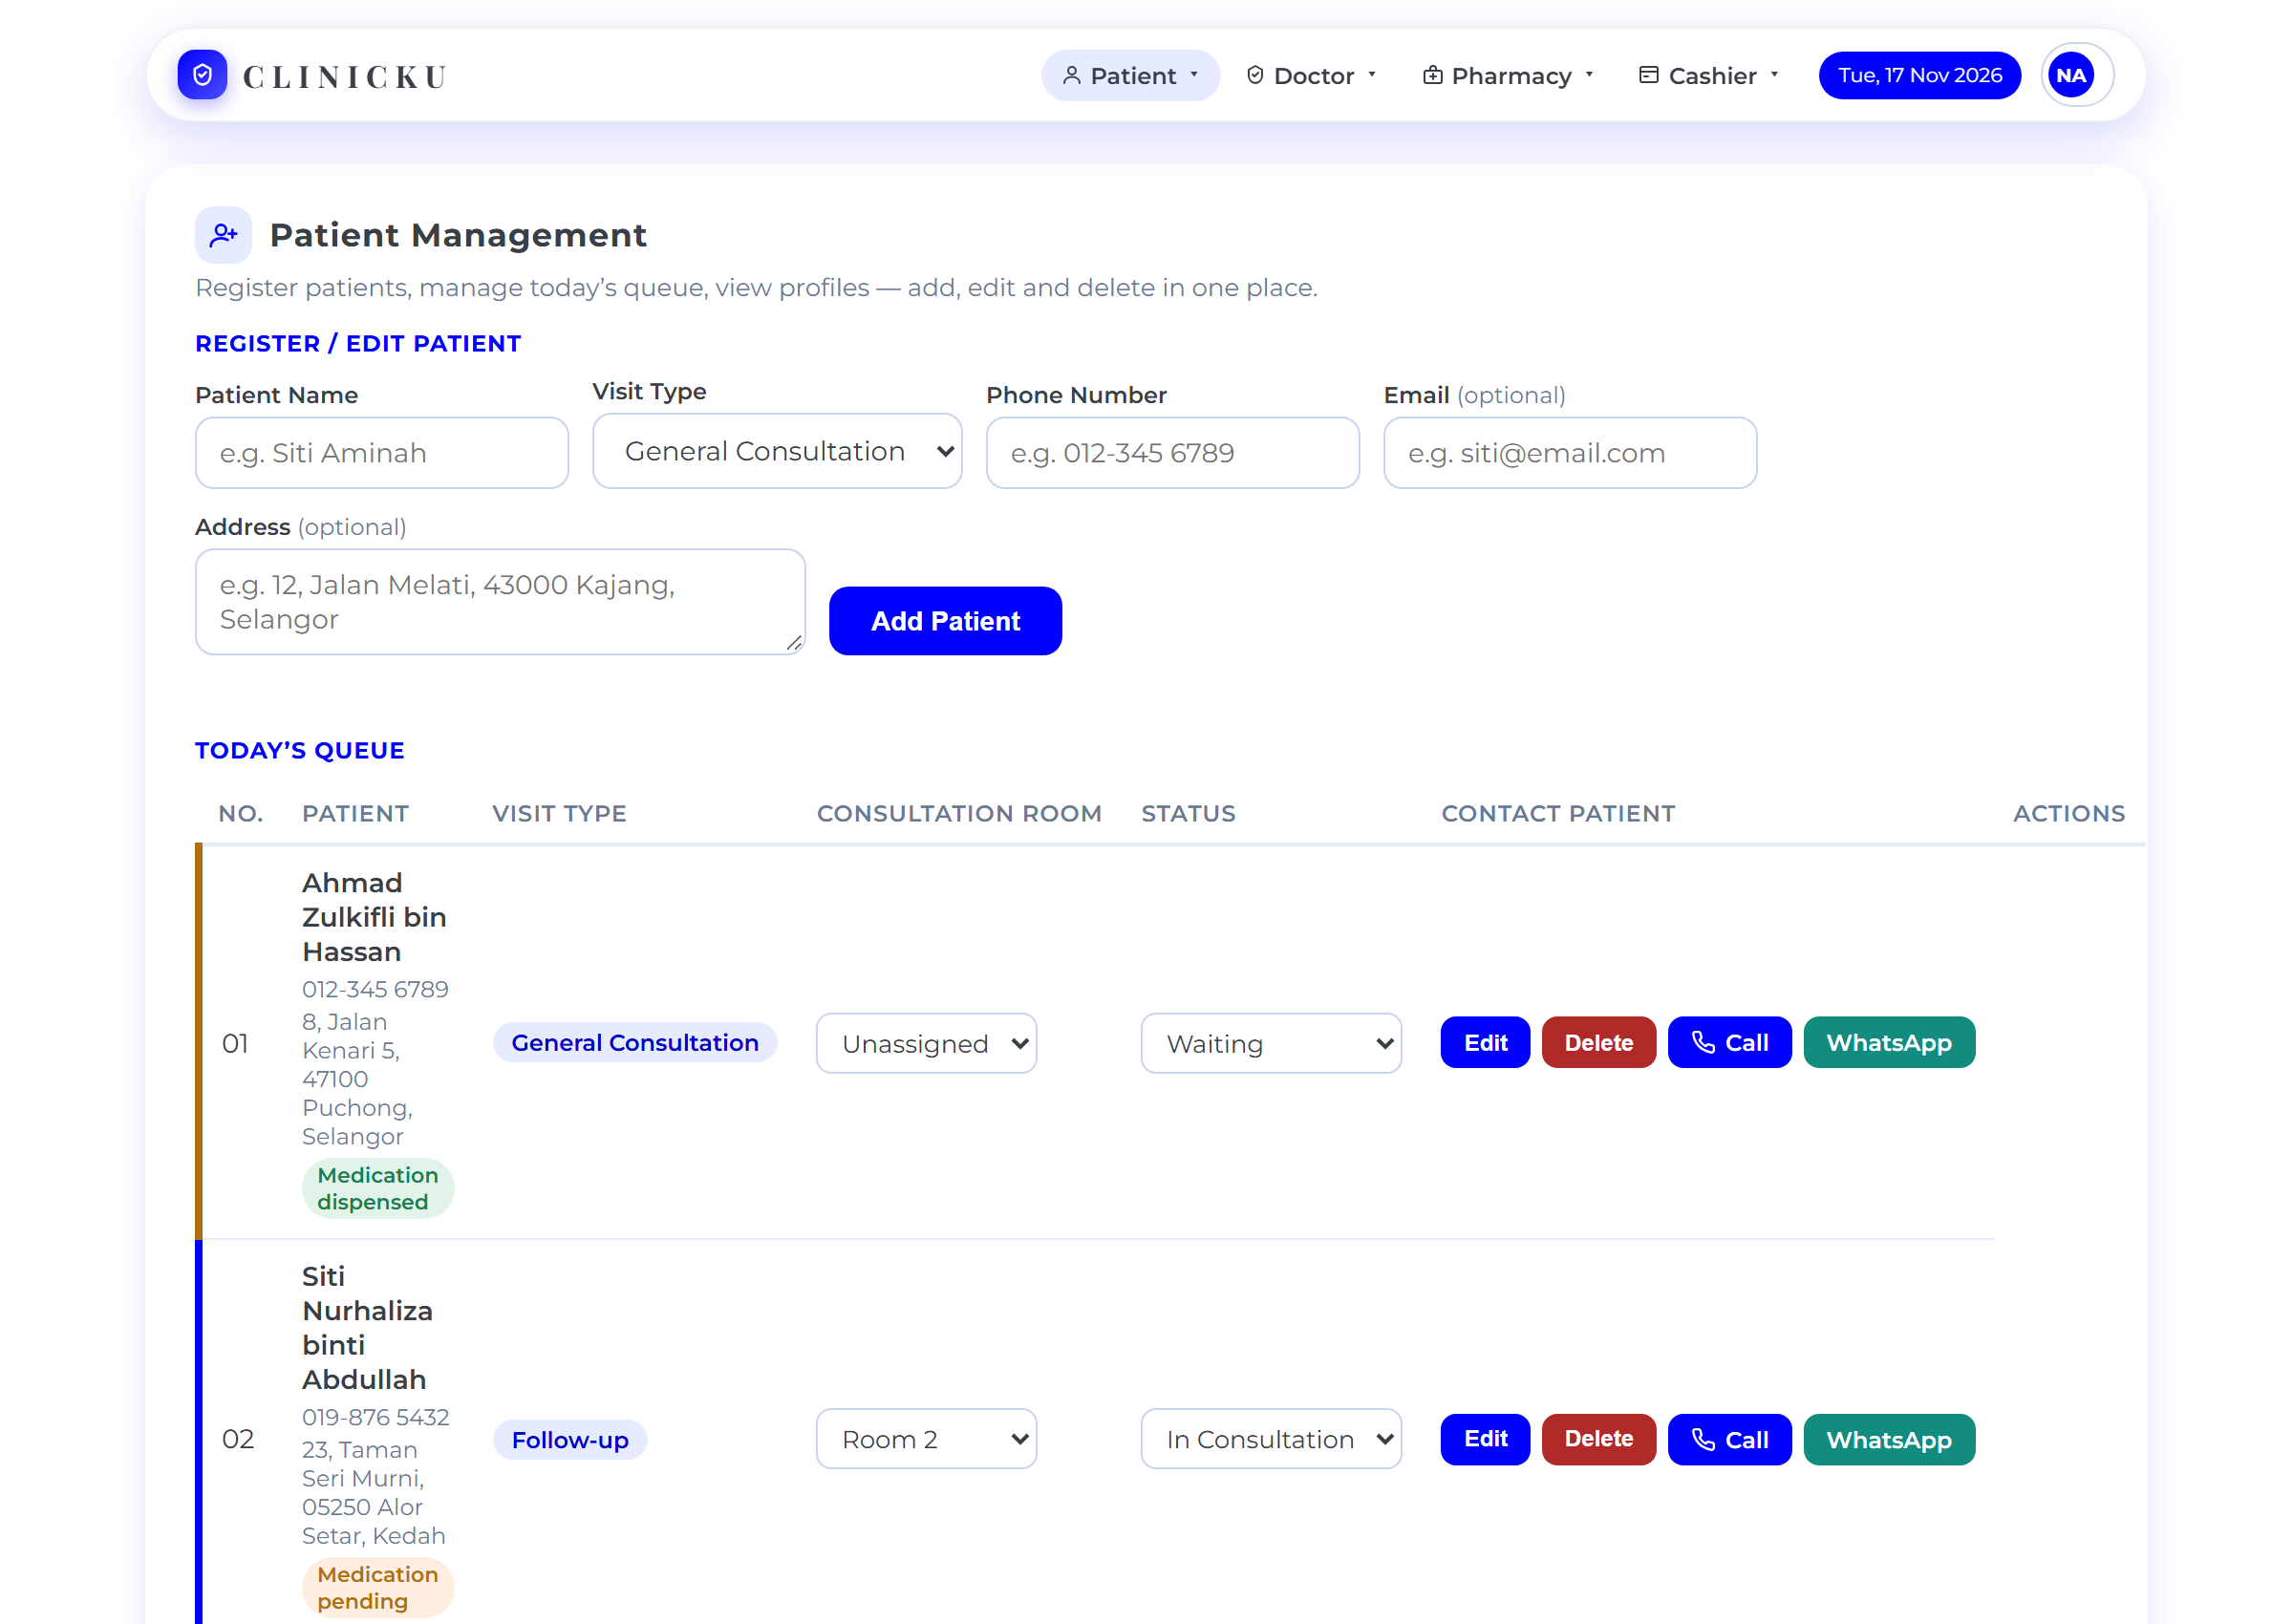 CLINICKU
Patient Doctor Pharmacy Cashier Tue, 17 Nov 2026 NA
Patient Management
Register patients, manage today’s queue, view profiles — add, edit and delete in one place.
REGISTER / EDIT PATIENT
Patient Name Visit Type Phone Number Email (optional)
e.g. Siti Aminah General Consultation e.g. 012-345 6789 e.g. siti@email.com
Address (optional)
e.g. 12, Jalan Melati, 43000 Kajang,
Selangor
Add Patient
TODAY’S QUEUE
NO. PATIENT VISIT TYPE CONSULTATION ROOM STATUS CONTACT PATIENT ACTIONS
01
Ahmad
Zulkifli bin
Hassan
012-345 6789
8, Jalan
Kenari 5,
47100
Puchong,
Selangor
Medication
dispensed
General Consultation Unassigned Waiting Edit Delete Call WhatsApp
02
Siti
Nurhaliza
binti
Abdullah
019-876 5432
23, Taman
Seri Murni,
05250 Alor
Setar, Kedah
Medication
pending
Follow-up Room 2 In Consultation Edit Delete Call WhatsApp